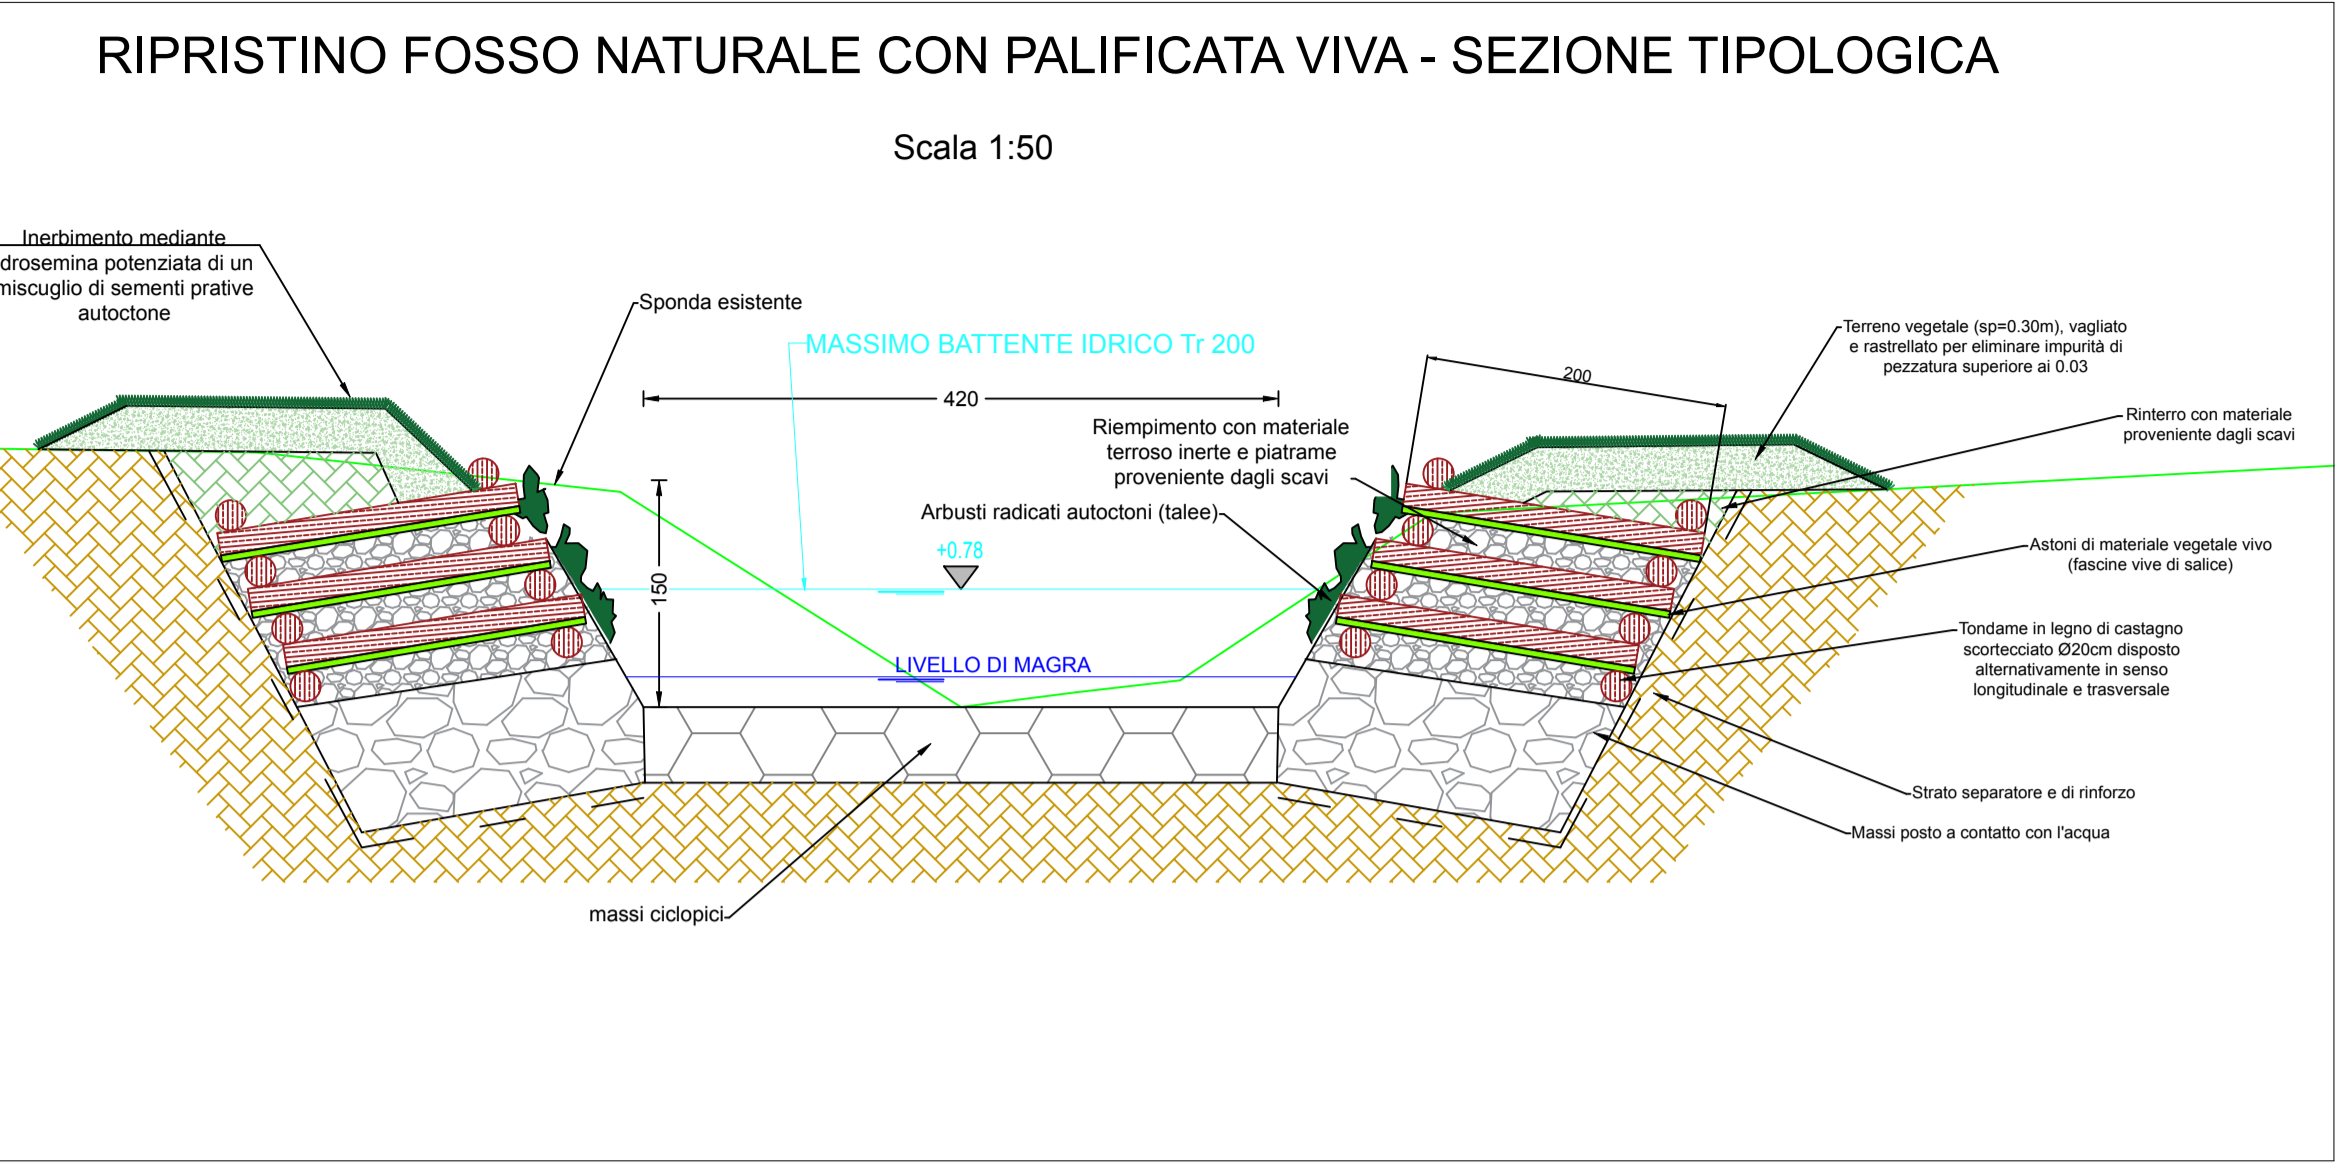 RIPRISTINO FOSSO NATURALE CON PALIFICATA VIVA - SEZIONE TIPOLOGICA
Scala 1:50
Inerbimento mediante
drosemina potenziata di un
miscuglio di sementi prative
autoctone
Sponda esistente
MASSIMO BATTENTE IDRICO Tr 200
420
Riempimento con materiale
terroso inerte e piatrame
proveniente dagli scavi
Arbusti radicati autoctoni (talee)
+0.78
150
LIVELLO DI MAGRA
massi ciclopici
200
Terreno vegetale (sp=0.30m), vagliato
e rastrellato per eliminare impurità di
pezzatura superiore ai 0.03
Rinterro con materiale
proveniente dagli scavi
Astoni di materiale vegetale vivo
(fascine vive di salice)
Tondame in legno di castagno
scortecciato Ø20cm disposto
alternativamente in senso
longitudinale e trasversale
Strato separatore e di rinforzo
Massi posto a contatto con l'acqua